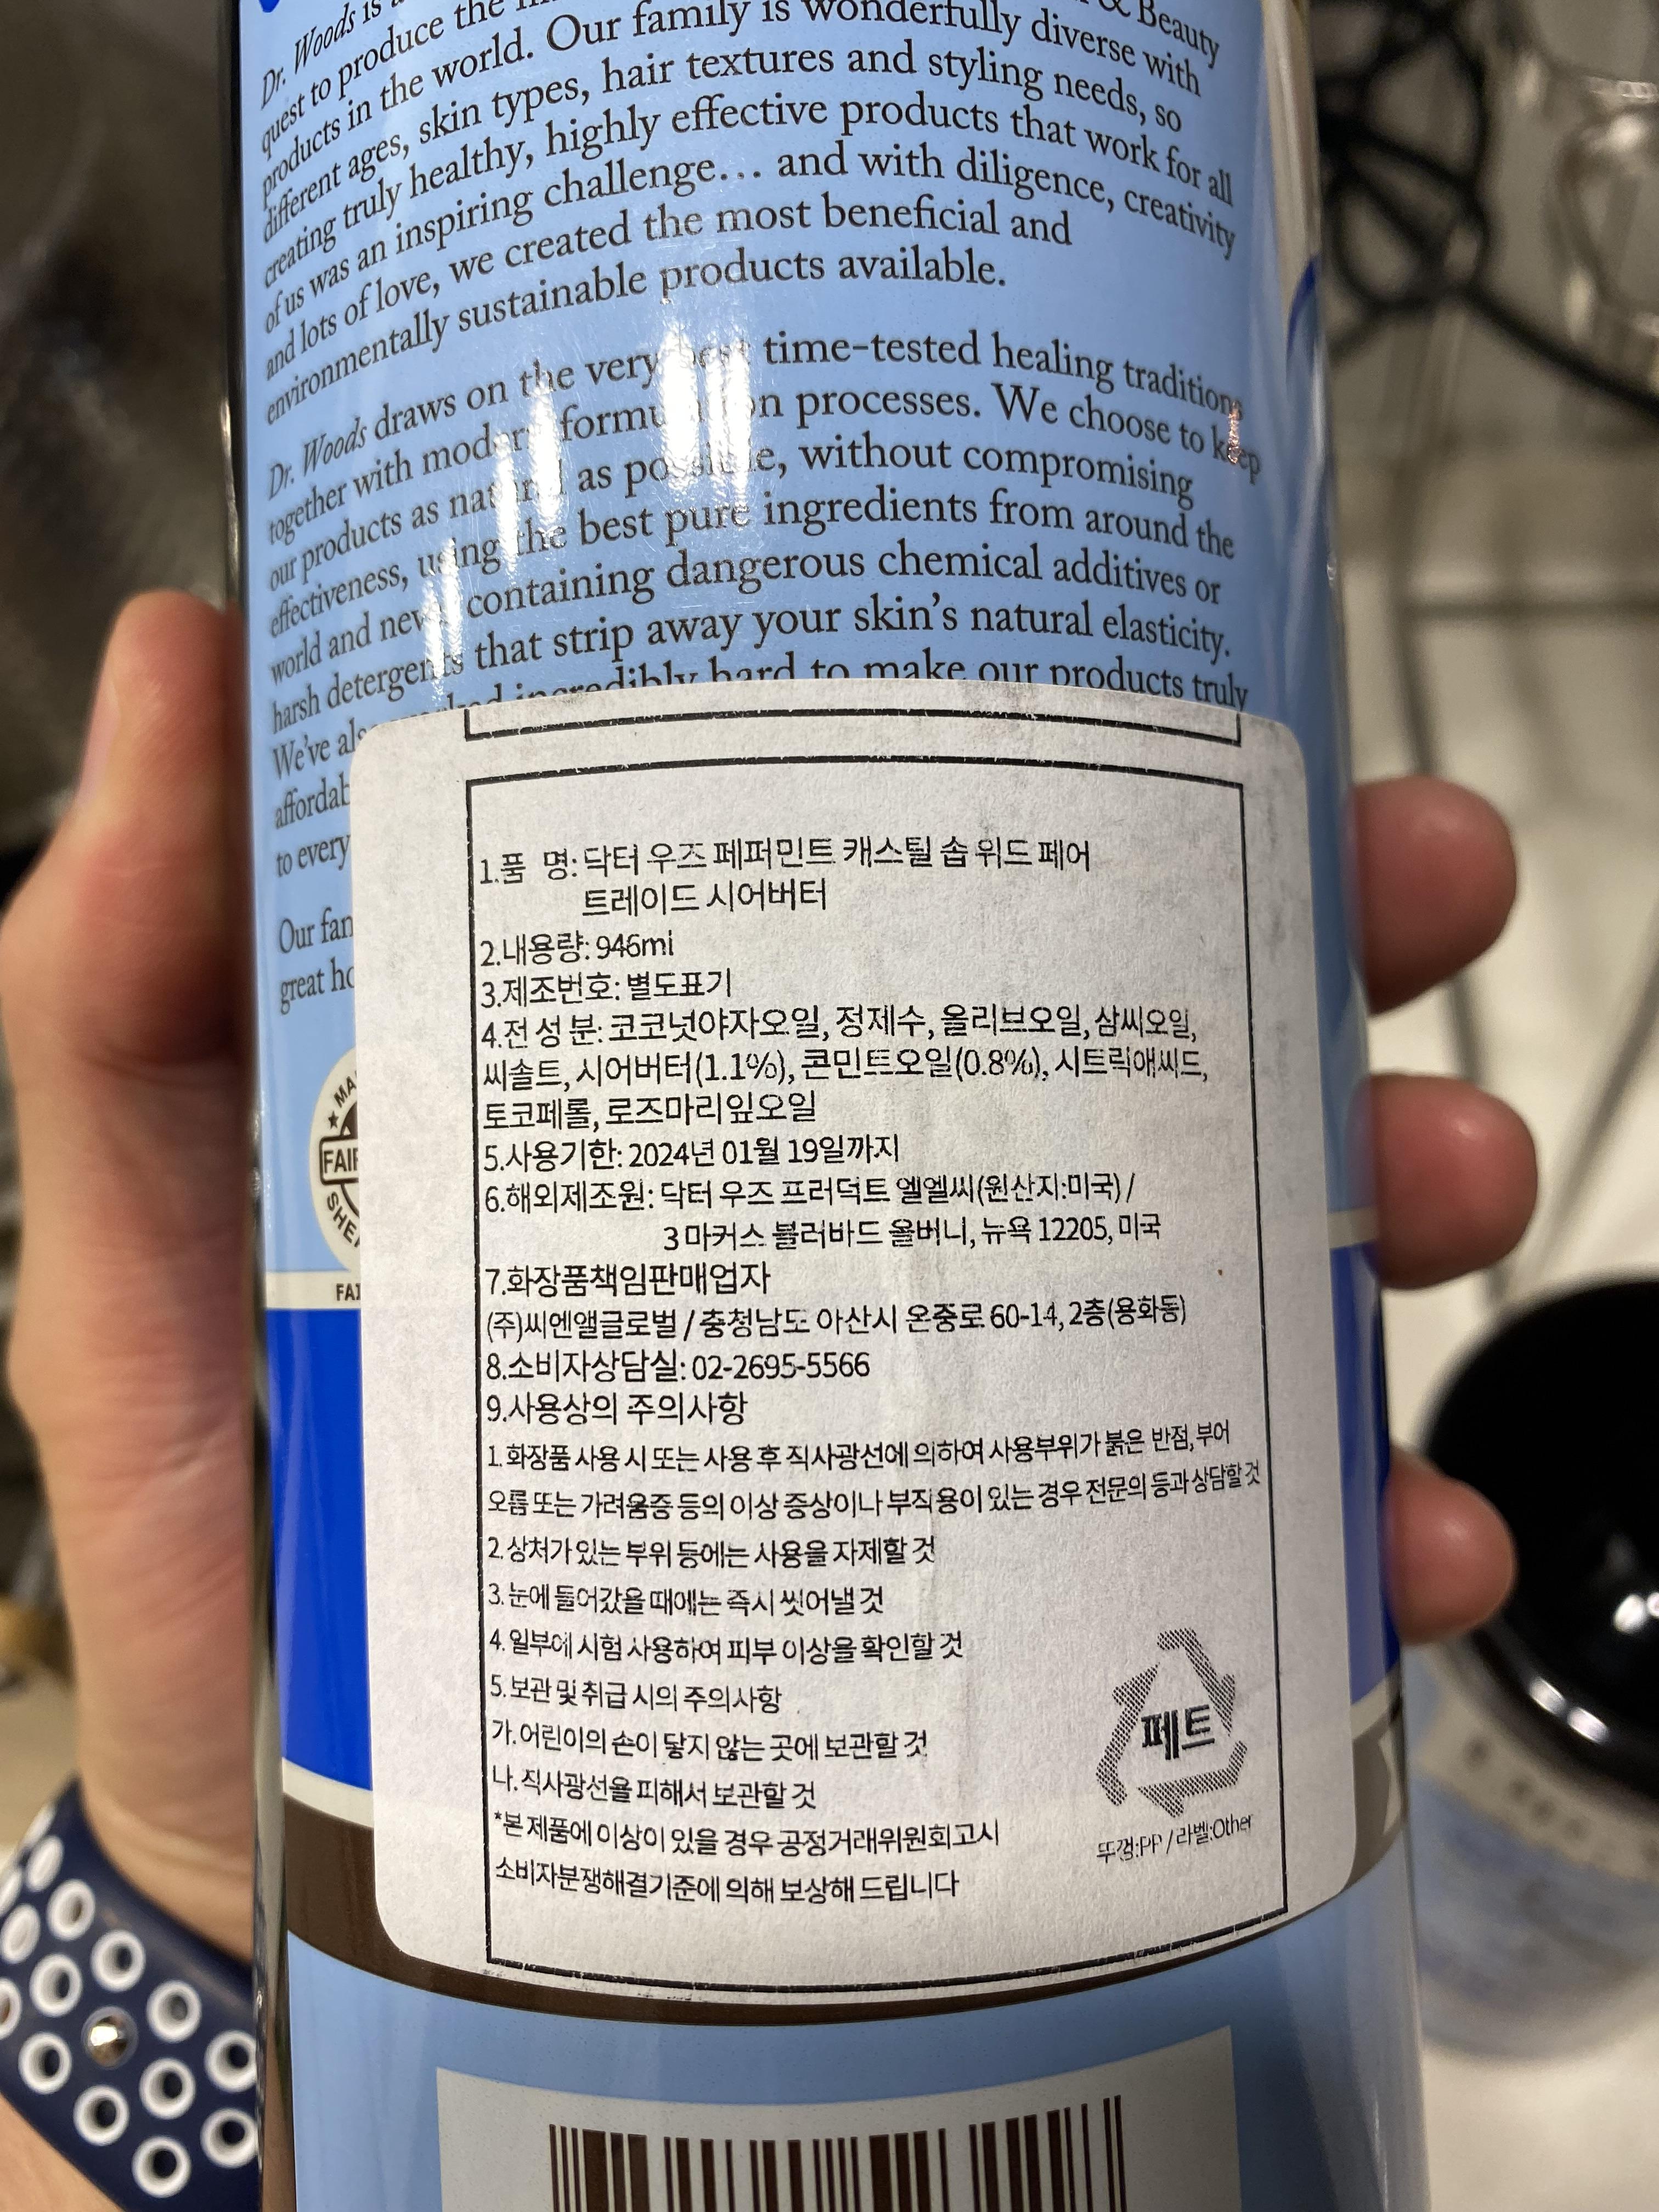 Dr. Woods is
& Beauty
quest to produce the
products in the world. Our family is wonderfully diverse with
different ages, skin types, hair textures and styling needs, so
creating truly healthy, highly effective products that work for all
of us was an inspiring challenge... and with diligence, creativity
and lots of love, we created the most beneficial and
environmentally sustainable products available.
Dr. Woods draws on the very best time-tested healing traditions
together with modern formulation processes. We choose to keep
our products as natural as possible, without compromising
effectiveness, using the best pure ingredients from around the
world and never containing dangerous chemical additives or
harsh detergents that strip away your skin's natural elasticity.
We've incredibly hard to make our products truly
to every
Our
great
FAIR
1.품 명: 닥터 우즈 페퍼민트 캐스틸 솝 위드 페어
트레이드 시어버터
2.내용량: 946ml
3.제조번호: 별도표기
4.전 성 분: 코코넛야자오일, 정제수, 올리브오일, 삼씨오일,
씨솔트, 시어버터(1.1%), 콘민트오일(0.8%), 시트릭애씨드,
토코페롤, 로즈마리잎오일
5.사용기한: 2024년 01월 19일까지
6.해외제조원: 닥터 우즈 프러덕트 엘엘씨(원산지:미국) /
3 마커스 불러바드 올버니, 뉴욕 12205, 미국
7.화장품책임판매업자
(주)씨엔앨글로벌 / 충청남도 아산시 온중로 60-14, 2층(용화동)
8.소비자상담실: 02-2695-5566
9.사용상의 주의사항
1. 화장품 사용 시 또는 사용 후 직사광선에 의하여 사용부위가 붉은 반점, 부어
오름 또는 가려움증 등의 이상 증상이나 부작용이 있는 경우 전문의 등과 상담할 것
2. 상처가 있는 부위 등에는 사용을 자제할 것
3. 눈에 들어갔을 때에는 즉시 씻어낼 것
4. 일부에 시험 사용하여 피부 이상을 확인할 것
5. 보관 및 취급 시의 주의사항
가. 어린이의 손이 닿지 않는 곳에 보관할 것
나. 직사광선을 피해서 보관할 것
*본 제품에 이상이 있을 경우 공정거래위원회고시
소비자분쟁해결기준에 의해 보상해 드립니다
페트
뚜껑:PP / 라벨:Other